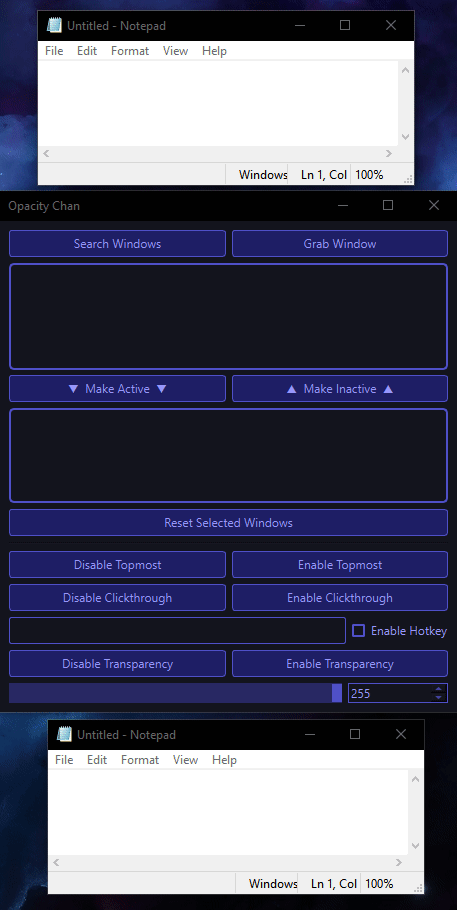 Untitled - Notepad
File Edit Format View Help
Windows Ln 1, Col 100%
Opacity Chan
Search Windows Grab Window
▼ Make Active ▼ ▲ Make Inactive ▲
Reset Selected Windows
Disable Topmost Enable Topmost
Disable Clickthrough Enable Clickthrough
Enable Hotkey
Disable Transparency Enable Transparency
255
Untitled - Notepad
File Edit Format View Help
Windows Ln 1, Col 100%